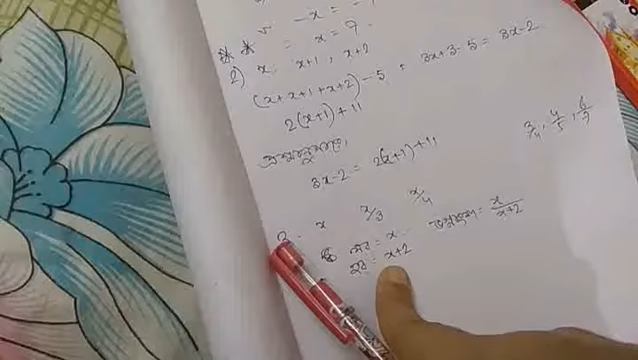 x = 9
** 2) x x+1, x+2
(x+x+1+x+2)-5 = 3x+3-5 = 3x-2
2(x+1)+11
প্রশ্নানুসারে,
3x-2 = 2(x+1)+11
x x/3 x/4
লব = x ভগ্নাংশ = x/x+2
হর = x+2
3/4, 4/5, 6/7